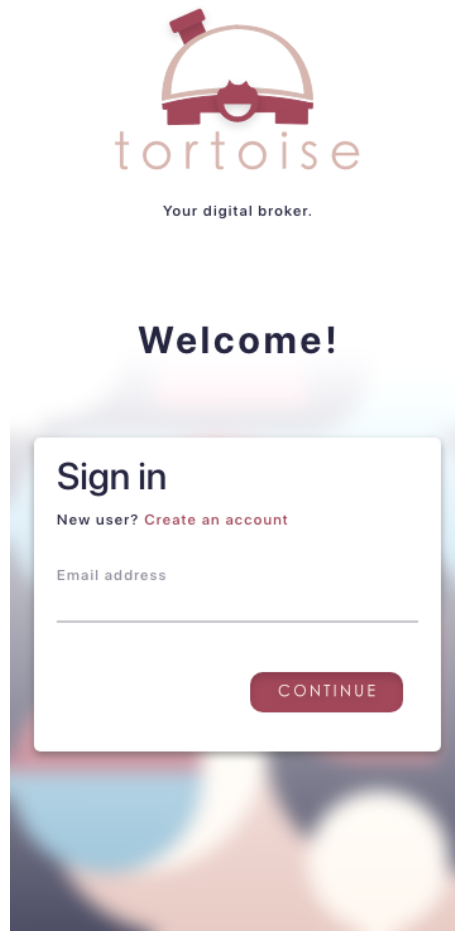 tortoise
Your digital broker.
Welcome!
Sign in
New user? Create an account
Email address
CONTINUE